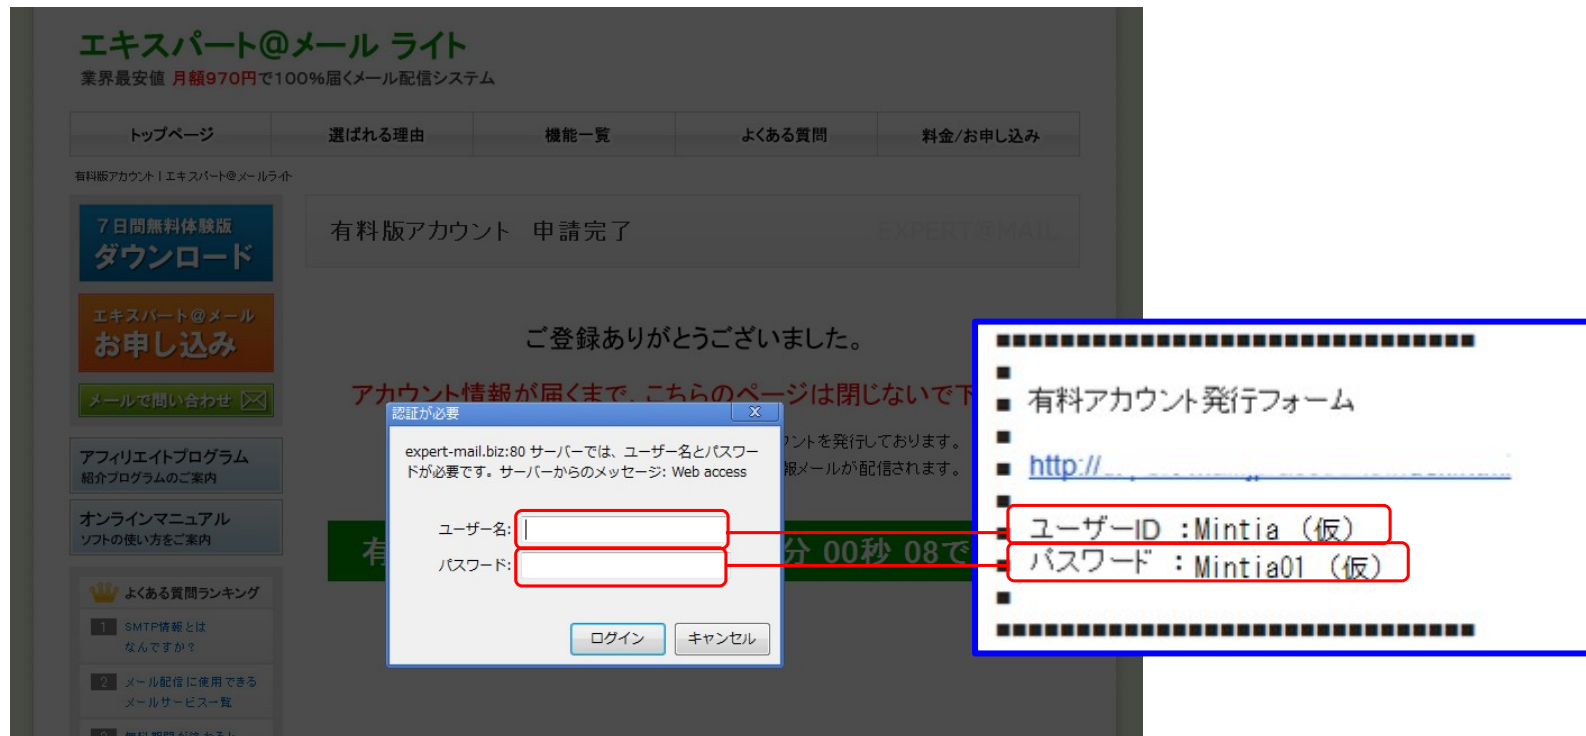 エキスパート@メール ライト
業界最安値 月額970円で100%届くメール配信システム
トップページ
選ばれる理由
機能一覧
よくある質問
料金/お申し込み
有料版アカウント | エキスパート@メールライト
7日間無料体験版
ダウンロード
エキスパート@メール
お申し込み
メールで問い合わせ
アフィリエイトプログラム
紹介プログラムのご案内
オンラインマニュアル
ソフトの使い方をご案内
よくある質問ランキング
1 SMTP情報とは
なんですか?
2 メール配信に使用できる
メールサービス一覧
有料版アカウント 申請完了
EXPERT@MAIL
ご登録ありがとうございました。
アカウント情報が届くまで、こちらのページは閉じないで下
ウントを発行しております。
報メールが配信されます。
有
分 00秒 08で
認証が必要
expert-mail.biz:80 サーバーでは、ユーザー名とパスワー
ドが必要です。サーバーからのメッセージ: Web access
ユーザー名:
パスワード:
ログイン
キャンセル
■■■■■■■■■■■■■■■■■■■■■■■■■■■■■■
■
■ 有料アカウント発行フォーム
■
■ http://
■
■ ユーザーID :Mintia (仮)
■ パスワード :Mintia01 (仮)
■
■■■■■■■■■■■■■■■■■■■■■■■■■■■■■■